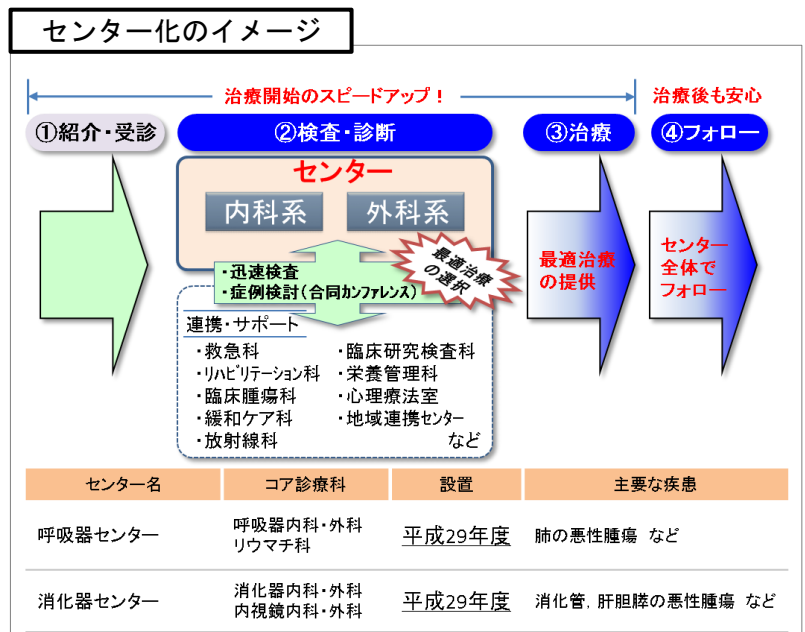 センター化のイメージ
治療開始のスピードアップ！
治療後も安心
①紹介・受診
②検査・診断
③治療
④フォロー
センター
内科系
外科系
最適治療
の選択
・迅速検査
・症例検討（合同カンファレンス）
最適治療
の提供
センター
全体で
フォロー
連携・サポート
・救急科
・リハビリテーション科
・臨床腫瘍科
・緩和ケア科
・放射線科
・臨床研究検査科
・栄養管理科
・心理療法室
・地域連携センター
など
センター名 コア診療科 設置 主要な疾患
呼吸器センター
呼吸器内科・外科
リウマチ科
平成29年度
肺の悪性腫瘍 など
消化器センター
消化器内科・外科
内視鏡内科・外科
平成29年度
消化管，肝胆膵の悪性腫瘍 など